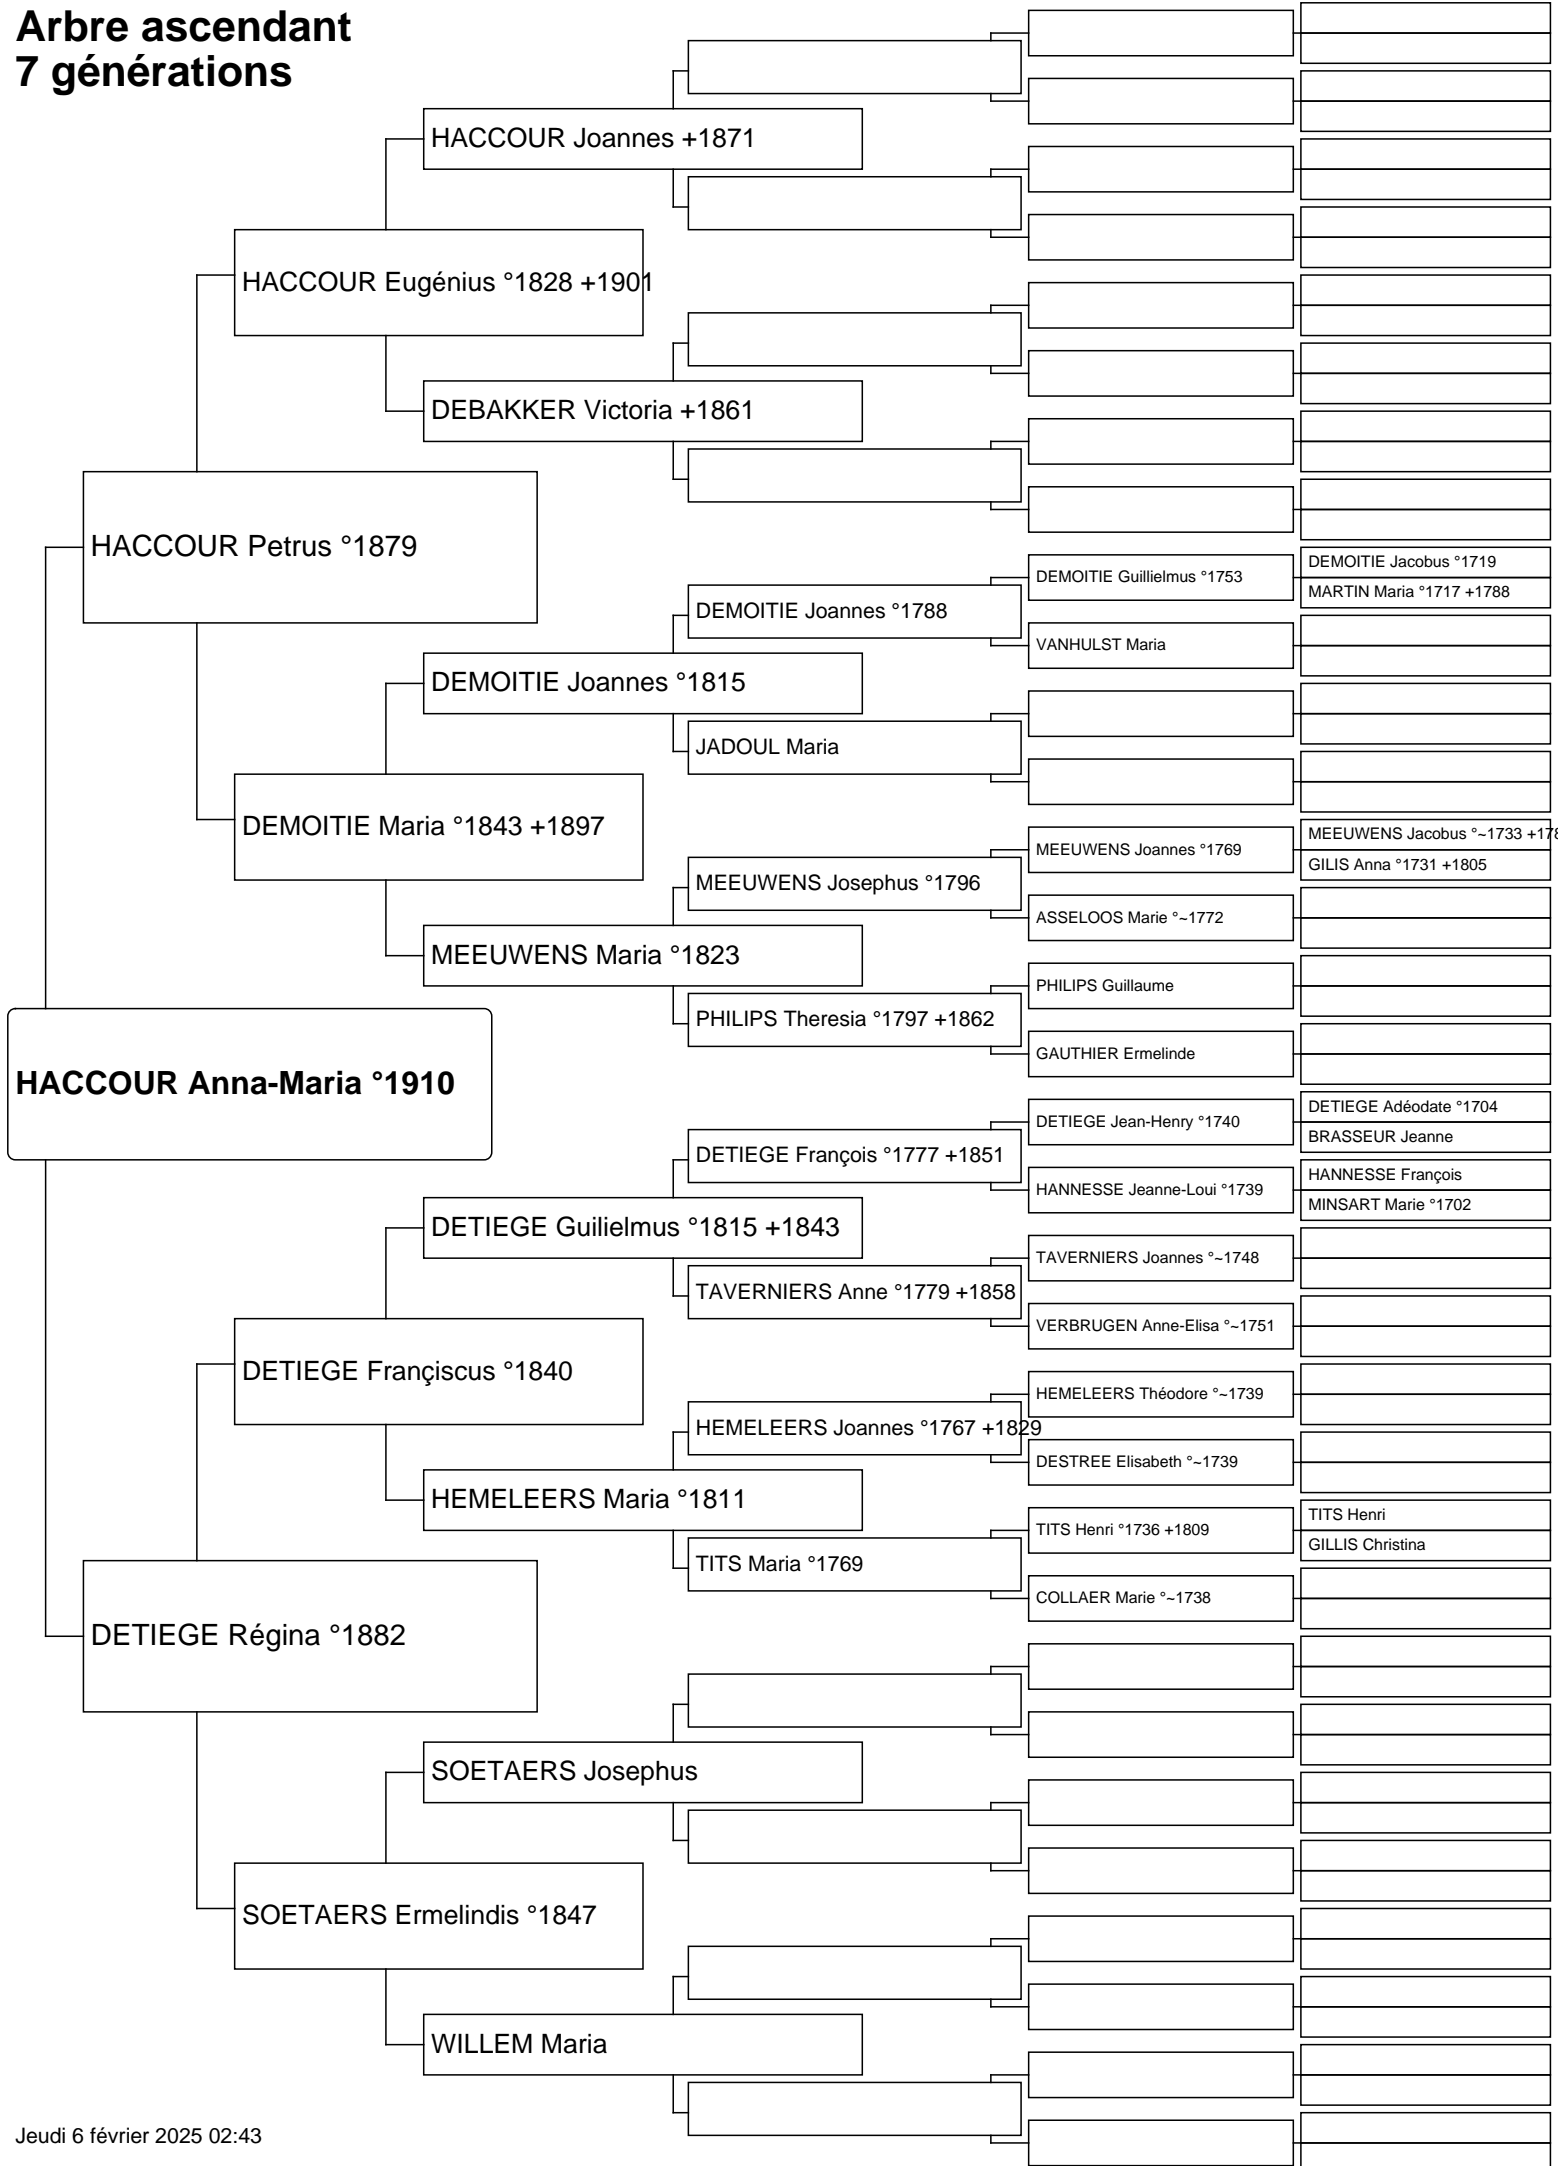 Arbre ascendant
7 générations
HACCOUR Joannes +1871
HACCOUR Eugénius °1828 +1901
DEBAKKER Victoria +1861
HACCOUR Petrus °1879
DEMOITIE Jacobus °1719
DEMOITIE Guillielmus °1753
MARTIN Maria °1717 +1788
DEMOITIE Joannes °1788
VANHULST Maria
DEMOITIE Joannes °1815
JADOUL Maria
DEMOITIE Maria °1843 +1897
MEEUWENS Jacobus °~1733 +178
MEEUWENS Joannes °1769
GILIS Anna °1731 +1805
MEEUWENS Josephus °1796
ASSELOOS Marie °~1772
MEEUWENS Maria °1823
PHILIPS Guillaume
PHILIPS Theresia °1797 +1862
GAUTHIER Ermelinde
HACCOUR Anna-Maria °1910
DETIEGE Adéodate °1704
DETIEGE Jean-Henry °1740
BRASSEUR Jeanne
DETIEGE François °1777 +1851
HANNESSE François
HANNESSE Jeanne-Loui °1739
MINSART Marie °1702
DETIEGE Guilielmus °1815 +1843
TAVERNIERS Joannes °~1748
TAVERNIERS Anne °1779 +1858
VERBRUGEN Anne-Elisa °~1751
DETIEGE Françiscus °1840
HEMELEERS Théodore °~1739
HEMELEERS Joannes °1767 +1829
DESTREE Elisabeth °~1739
HEMELEERS Maria °1811
TITS Henri
TITS Henri °1736 +1809
GILLIS Christina
TITS Maria °1769
COLLAER Marie °~1738
DETIEGE Régina °1882
SOETAERS Josephus
SOETAERS Ermelindis °1847
WILLEM Maria
Jeudi 6 février 2025 02:43